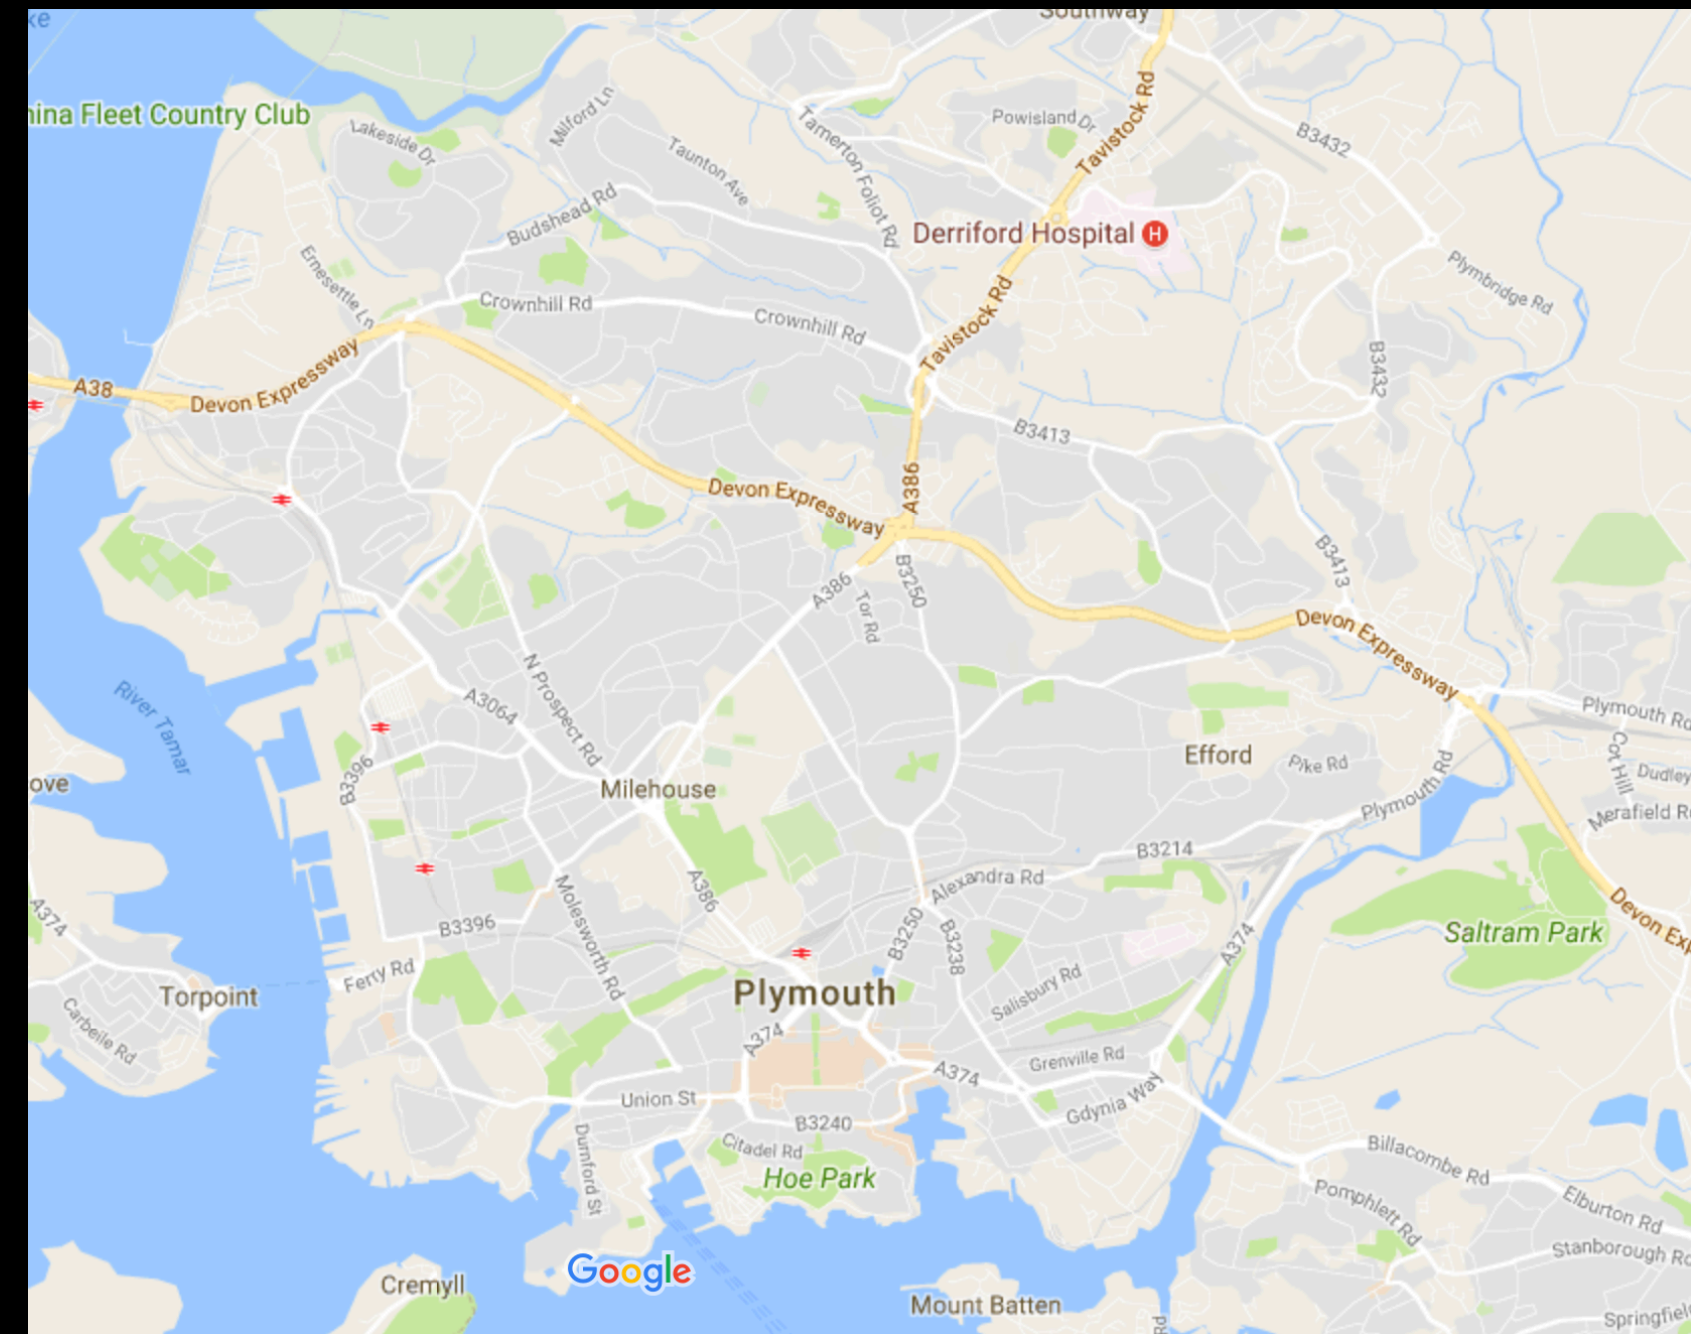 Southway
ke
hina Fleet Country Club
Lakeside Dr
Milford Ln
Taunton Ave
Tamerton Foliot Rd
Powisland Dr
Tavistock Rd
B3432
Budshead Rd
Derriford Hospital H
Ernesettle Ln
Plymbridge Rd
Crownhill Rd
Crownhill Rd
Tavistock Rd
B3432
A38
Devon Expressway
B3413
A386
Devon Expressway
B3413
A386
Tor Rd
B3250
Devon Expressway
River Tamar
A3064
N Prospect Rd
Plymouth Rd
Efford
Pike Rd
Cot Hill
Dudley
ove
B3396
Milehouse
Plymouth Rd
Merafield Rd
B3214
A374
A386
Alexandra Rd
Molesworth Rd
B3396
B3250
B3238
A374
Saltram Park
Devon Exp
Ferry Rd
Torpoint
Plymouth
Salisbury Rd
Carbeile Rd
A374
Grenville Rd
A374
Union St
Gdynia Way
B3240
Durnford St
Citadel Rd
Hoe Park
Billacombe Rd
Pomphlett Rd
Elburton Rd
Stanborough Rd
Google
Cremyll
Mount Batten
Rd
Springfiel